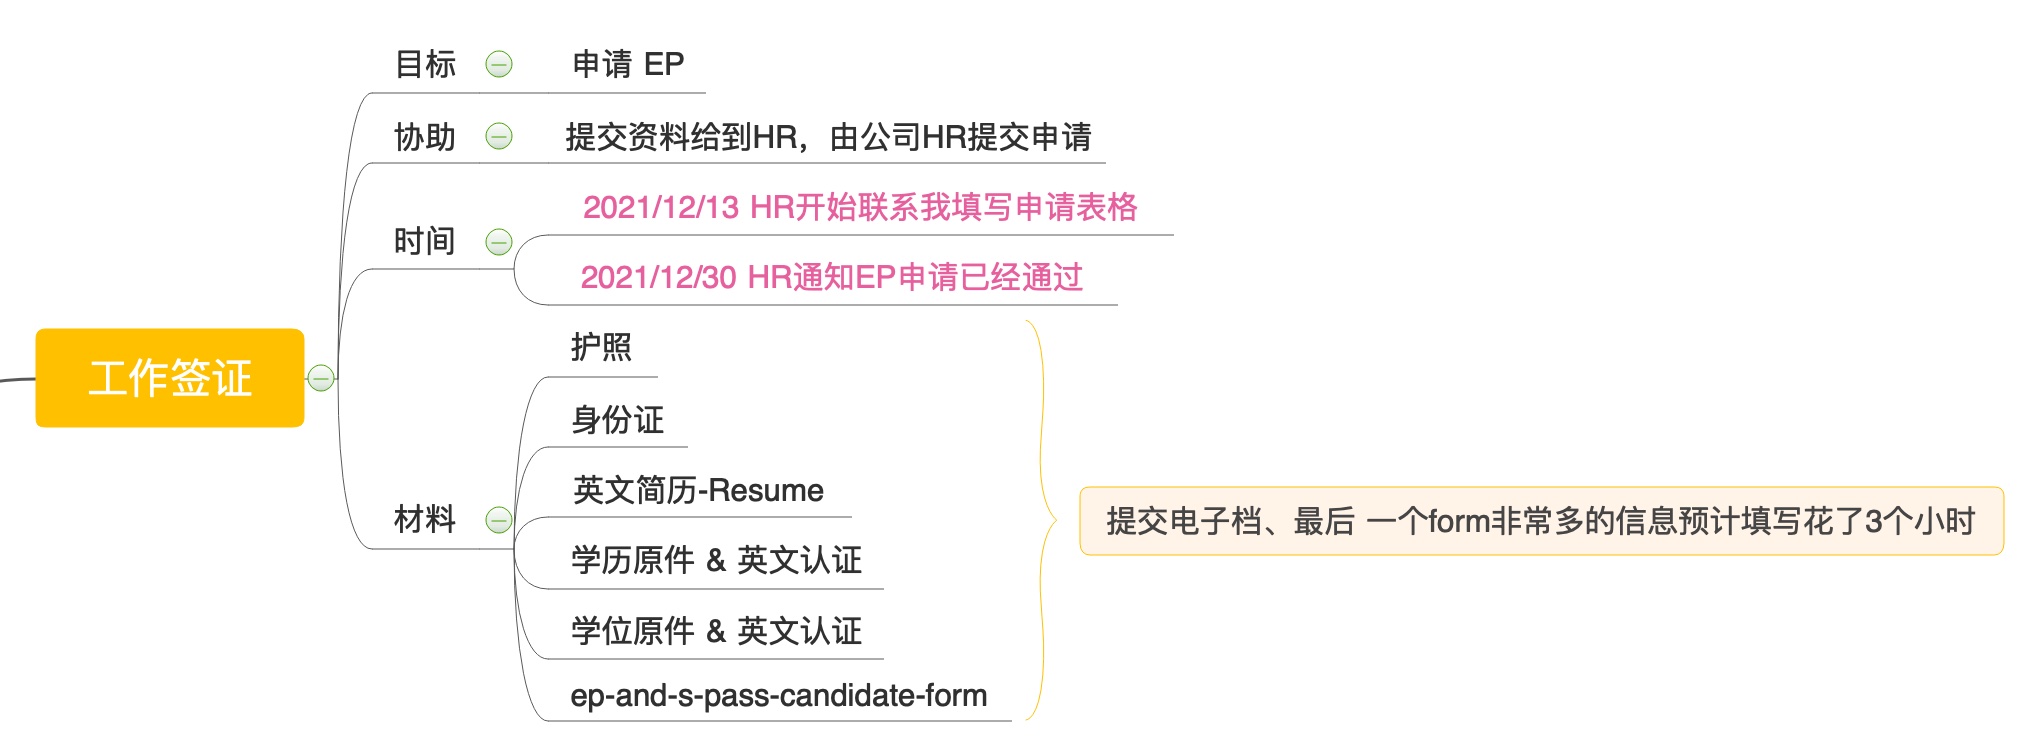 工作签证
目标
申请 EP
协助
提交资料给到HR，由公司HR提交申请
时间
2021/12/13 HR开始联系我填写申请表格
2021/12/30 HR通知EP申请已经通过
材料
护照
身份证
英文简历-Resume
学历原件 & 英文认证
学位原件 & 英文认证
ep-and-s-pass-candidate-form
提交电子档、最后 一个form非常多的信息预计填写花了3个小时